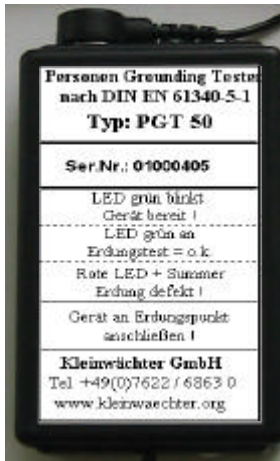 Personen Grounding Tester
nach DIN EN 61340-5-1
Typ: PGT 50
Ser.Nr.: 01000405
LED grün blinkt
Gerät bereit !
LED grün an
Erdungstest = o.k.
Rote LED + Summer
Erdung defekt !
Gerät an Erdungspunkt
anschließen !
Kleinwächter GmbH
Tel +49(0)7622 / 6863 0
www.kleinwaechter.org